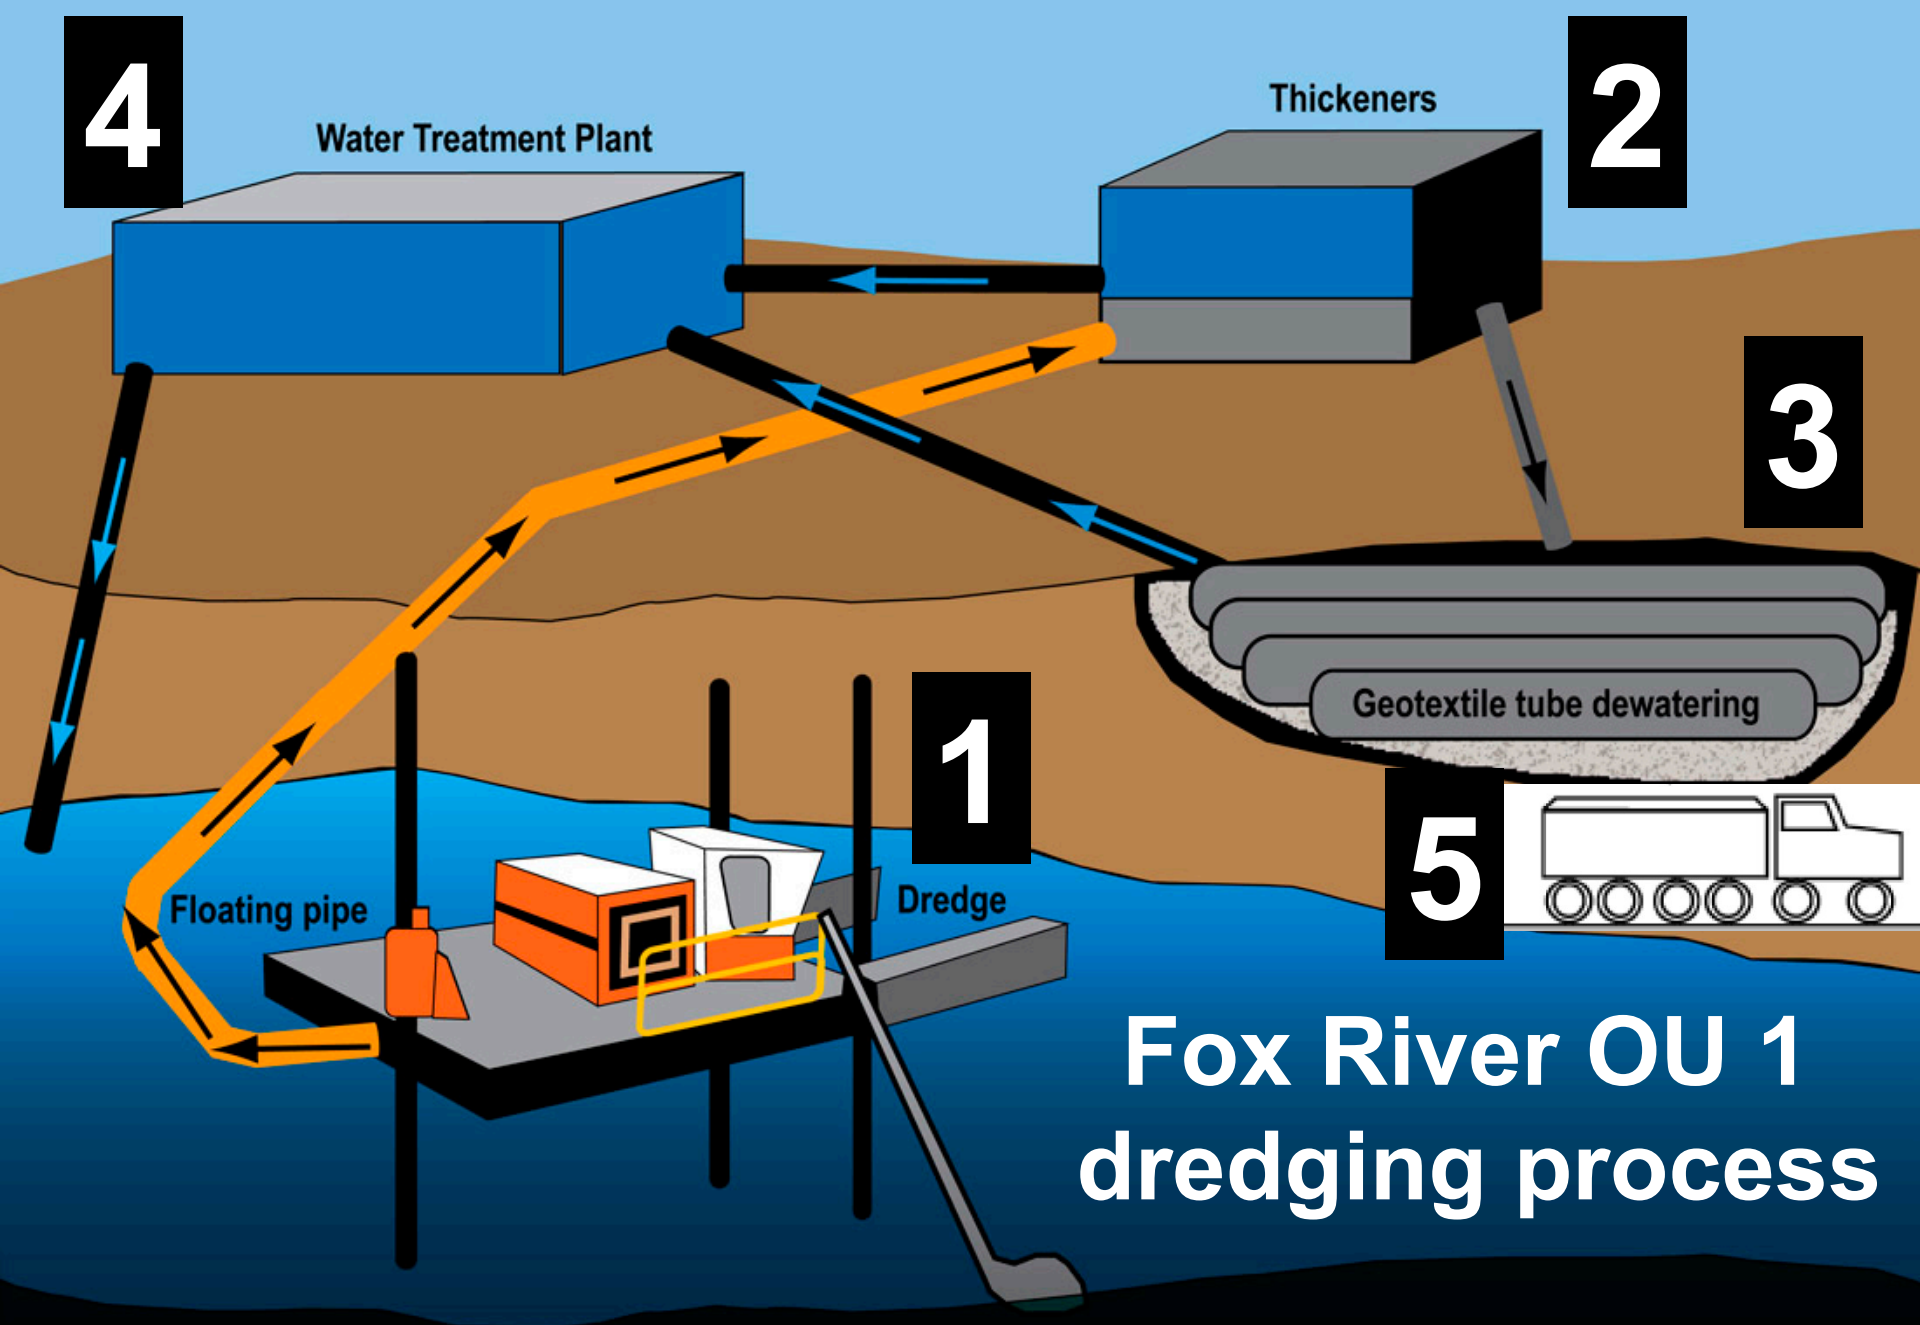 4
Water Treatment Plant
Thickeners
2
3
Geotextile tube dewatering
1
5
Floating pipe
Dredge
Fox River OU 1
dredging process